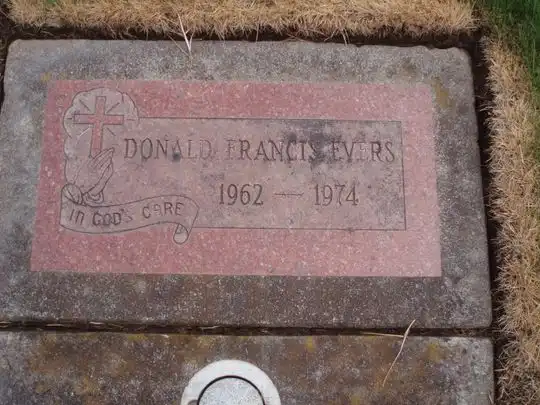 DONALD FRANCIS EVERS
1962 — 1974
IN GOD'S CARE